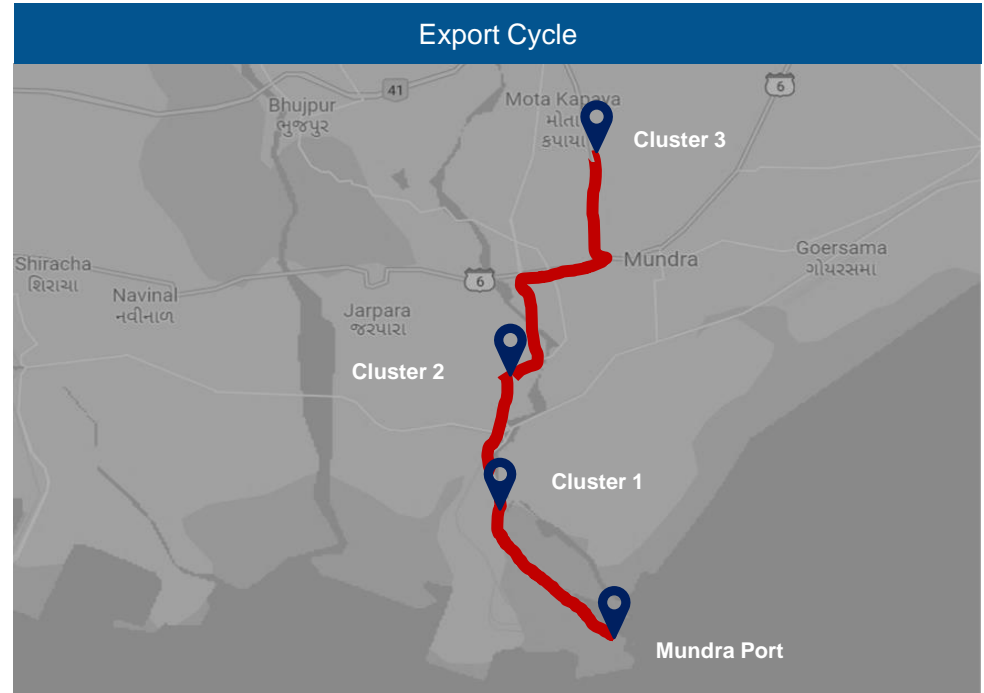 Export Cycle
41
6
Bhujpur
ભુજપુર
Mota Kapaya
મોટા
કપાયા
Cluster 3
Shiracha
શિરાચા
Navinal
નવીનાળ
6
Mundra
Goersama
ગોયરસમા
Jarpara
જરપારા
Cluster 2
Cluster 1
Mundra Port